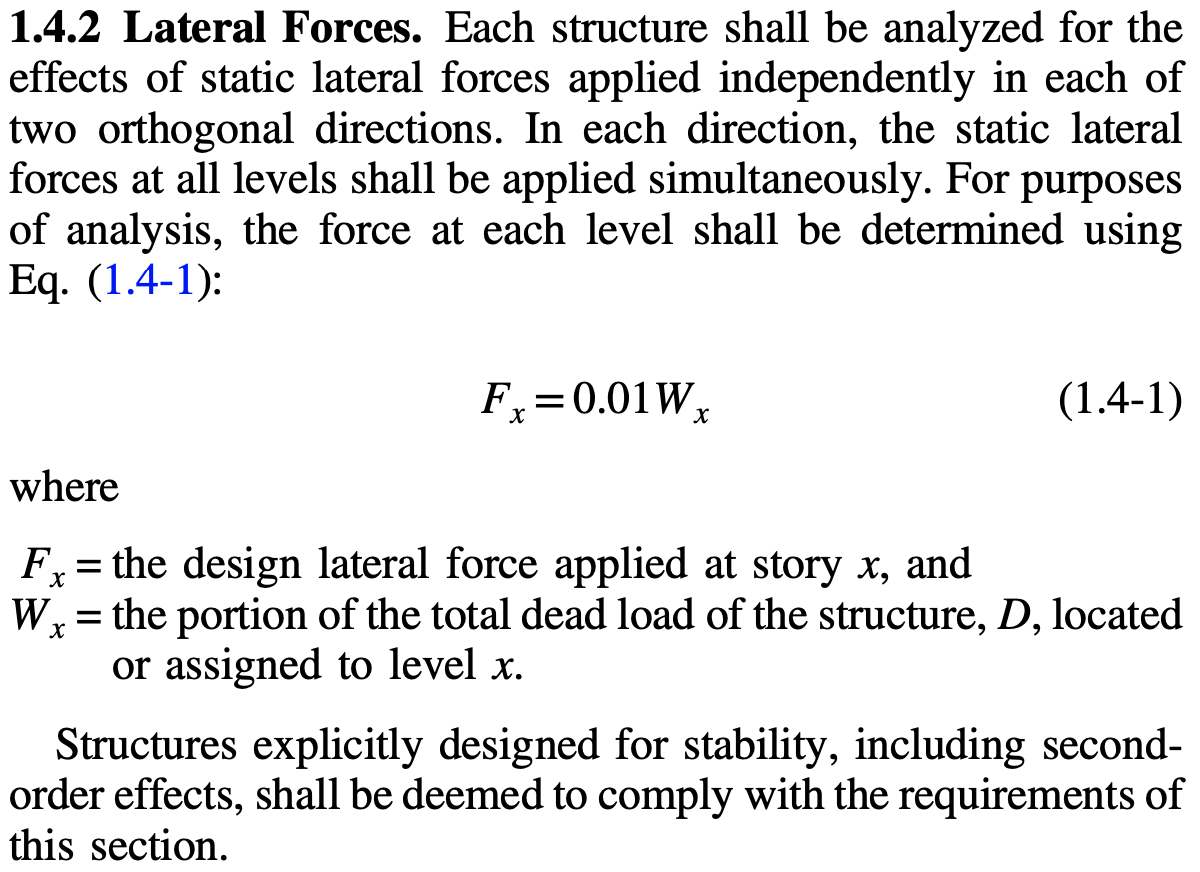 1.4.2 Lateral Forces. Each structure shall be analyzed for the
effects of static lateral forces applied independently in each of
two orthogonal directions. In each direction, the static lateral
forces at all levels shall be applied simultaneously. For purposes
of analysis, the force at each level shall be determined using
Eq. (1.4-1):
Fₓ = 0.01Wₓ (1.4-1)
where
Fₓ = the design lateral force applied at story x, and
Wₓ = the portion of the total dead load of the structure, D, located
or assigned to level x.
Structures explicitly designed for stability, including second-
order effects, shall be deemed to comply with the requirements of
this section.